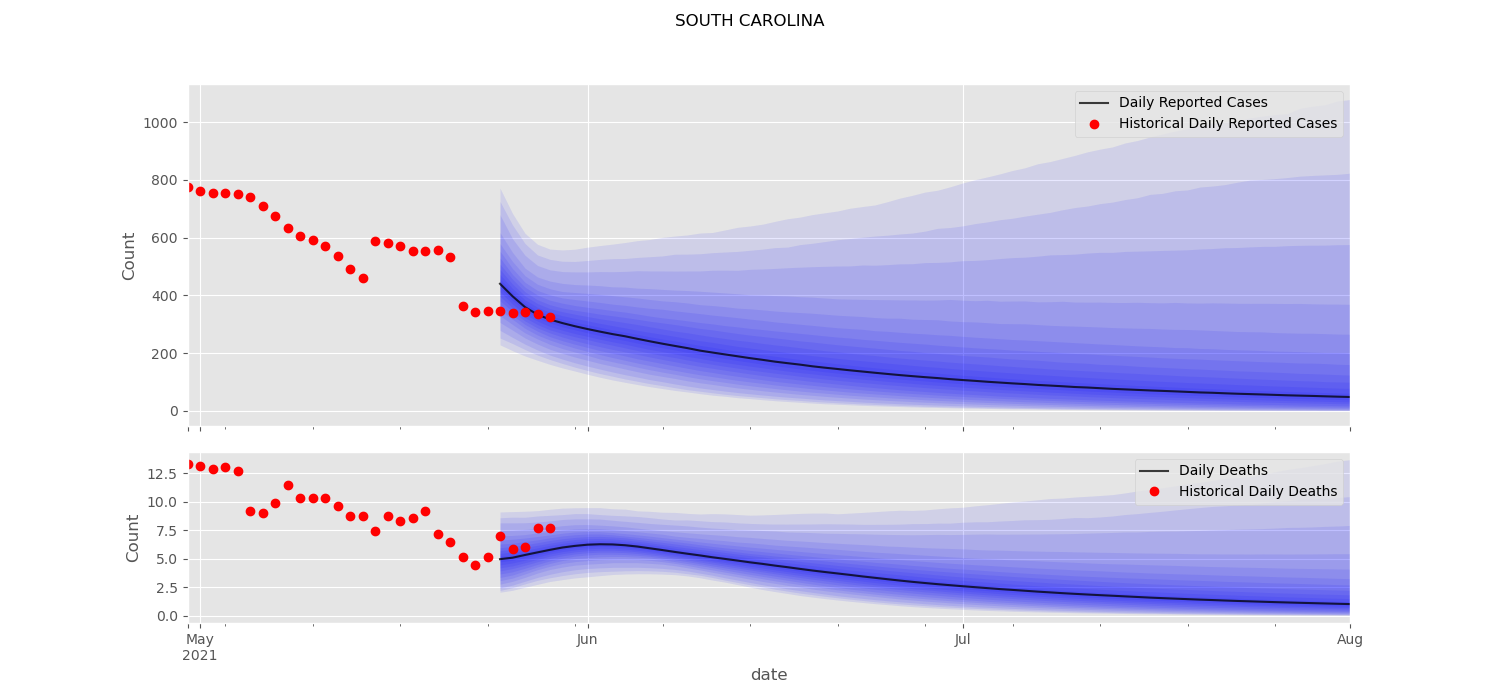 SOUTH CAROLINA
Daily Reported Cases
Historical Daily Reported Cases
1000
800
600
400
200
0
Count
Daily Deaths
Historical Daily Deaths
12.5
10.0
7.5
5.0
2.5
0.0
Count
May
2021
Jun
Jul
Aug
date